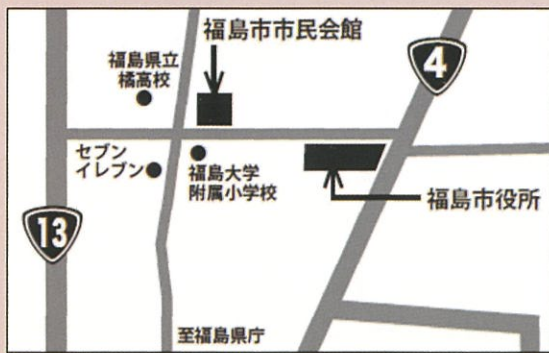 福島市市民会館
4
福島県立
橘高校
セブン
イレブン
福島大学
附属小学校
福島市役所
13
至福島県庁